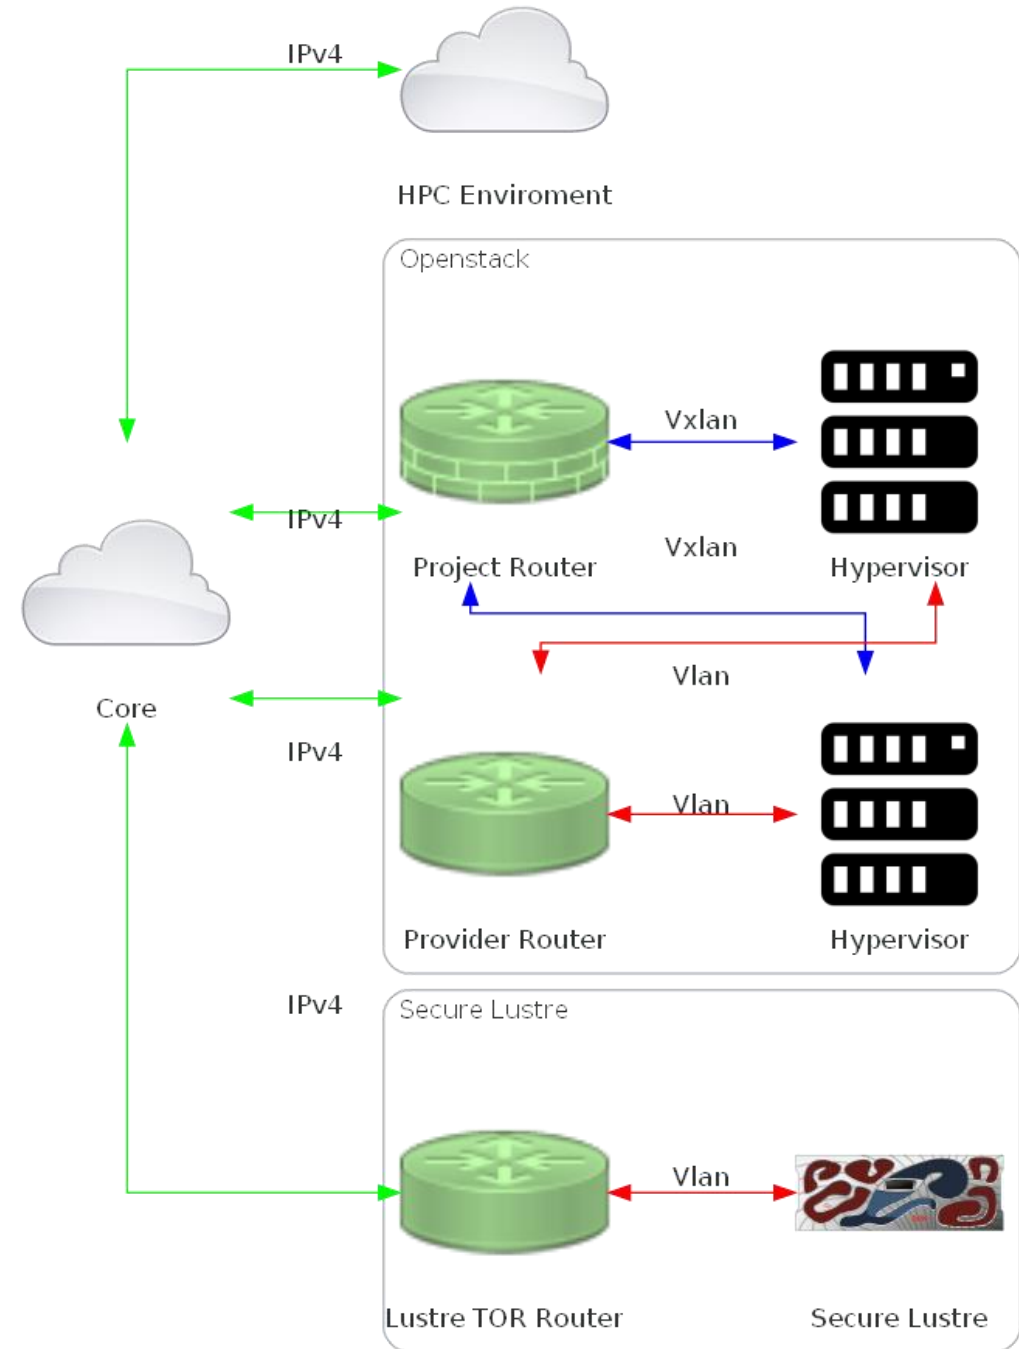 IPv4
HPC Enviroment
Openstack
Vxlan
IPv4
Vxlan
Project Router
Hypervisor
Vlan
Core
IPv4
Vlan
Provider Router
Hypervisor
IPv4
Secure Lustre
Vlan
Lustre TOR Router
Secure Lustre